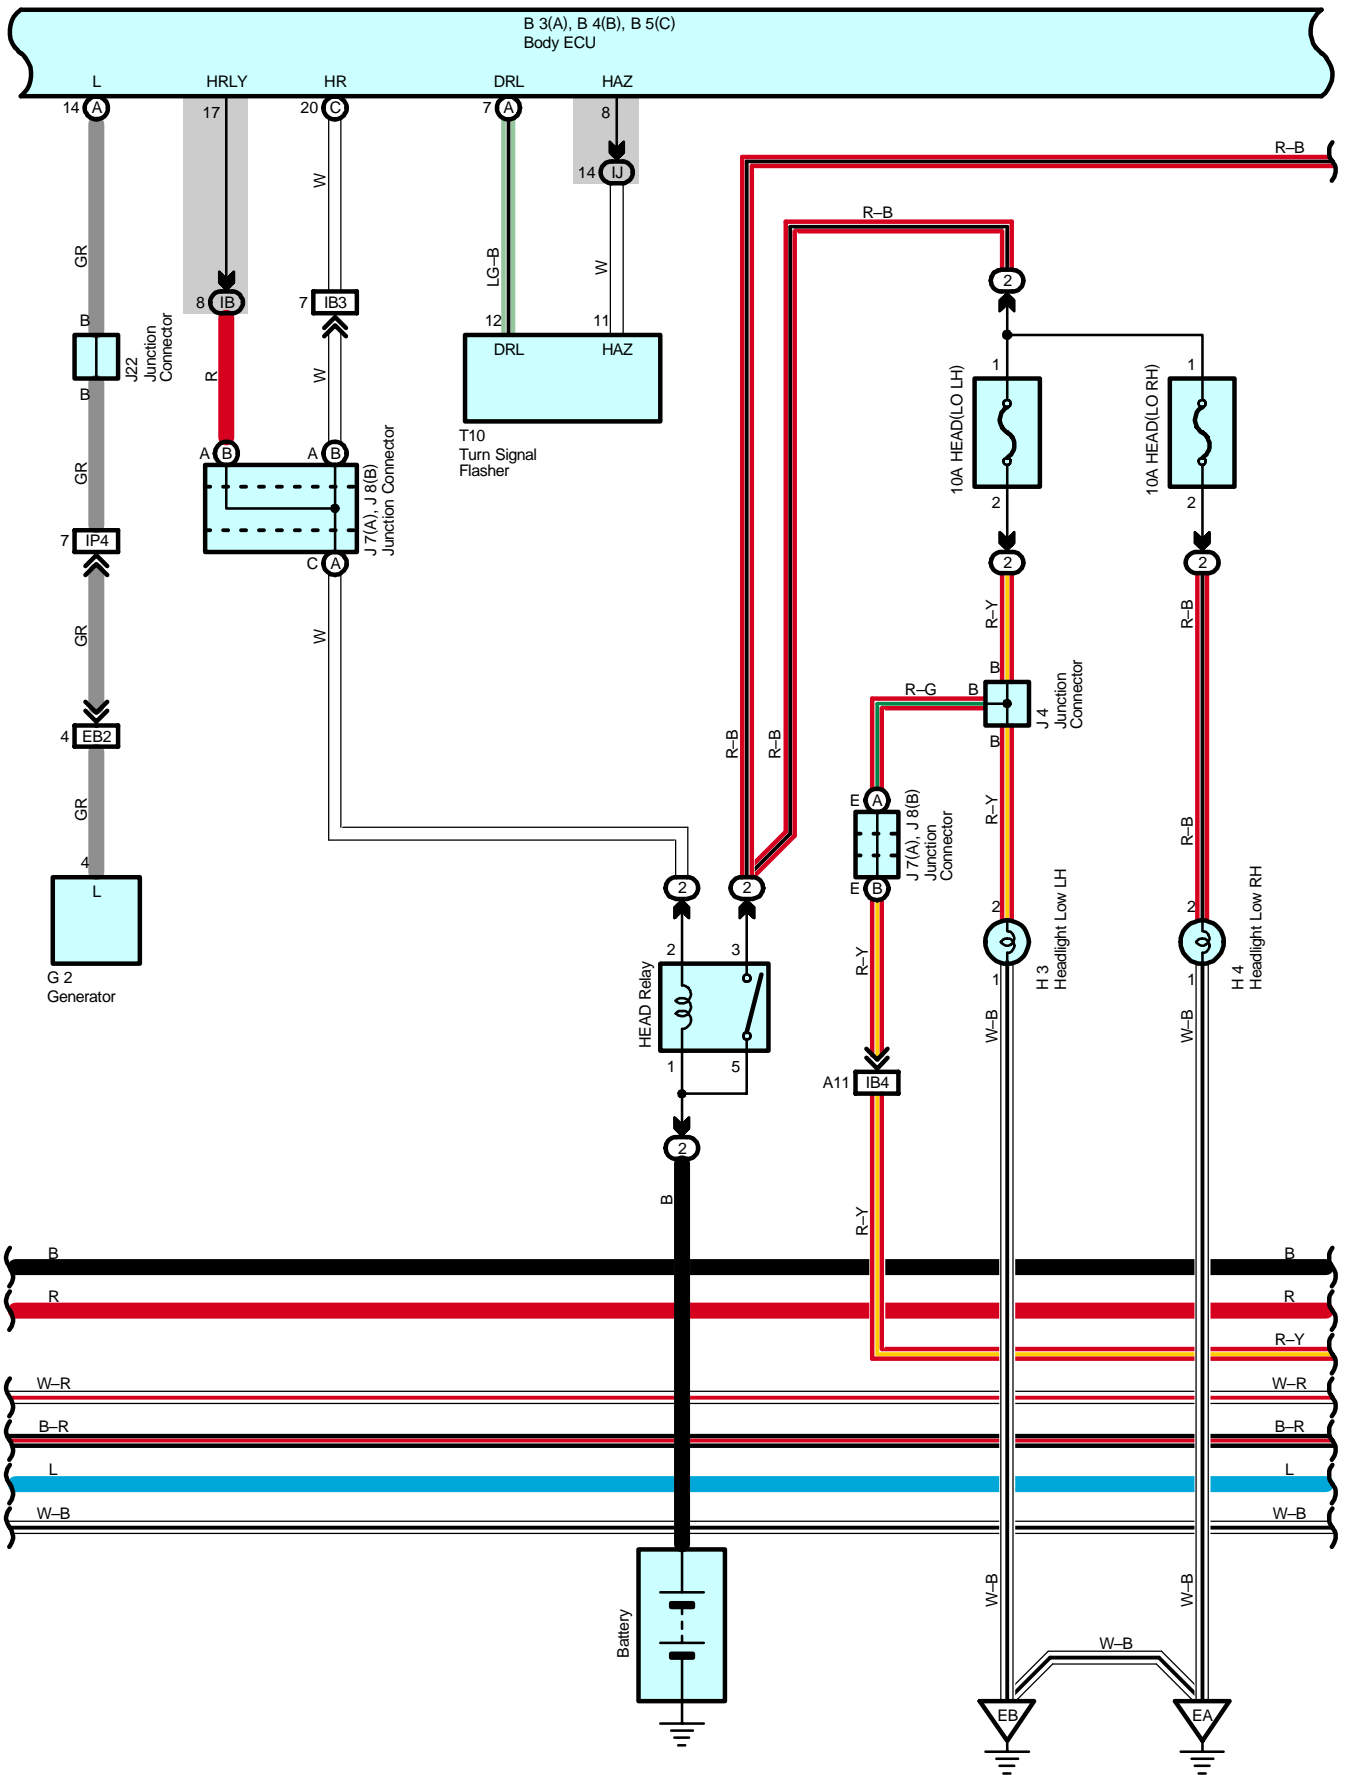 B 3(A), B 4(B), B 5(C)
Body ECU
L
HRLY
HR
DRL
HAZ
14
A
17
20
C
7
A
8
R–B
W
14
IJ
R–B
GR
LG–B
W
2
8
IB
7
IB3
B
J22
Junction
Connector
12
11
DRL
HAZ
R
W
1
1
B
10A HEAD(LO LH)
10A HEAD(LO RH)
T10
Turn Signal
Flasher
A
B
A
B
GR
J 7(A), J 8(B)
Junction Connector
2
2
7
IP4
C
A
2
2
GR
W
R–Y
R–B
B
R–G
B
J 4
Junction
Connector
4
EB2
R–B
R–B
B
GR
E
A
R–Y
R–B
J 7(A), J 8(B)
Junction
Connector
4
L
2
2
E
B
2
2
H 3
Headlight Low LH
H 4
Headlight Low RH
2
3
R–Y
G 2
Generator
1
1
HEAD Relay
W–B
W–B
1
5
A11
IB4
2
B
R–Y
B
B
R
R
R–Y
W–R
W–R
B–R
B–R
L
L
W–B
W–B
W–B
W–B
Battery
W–B
EB
EA